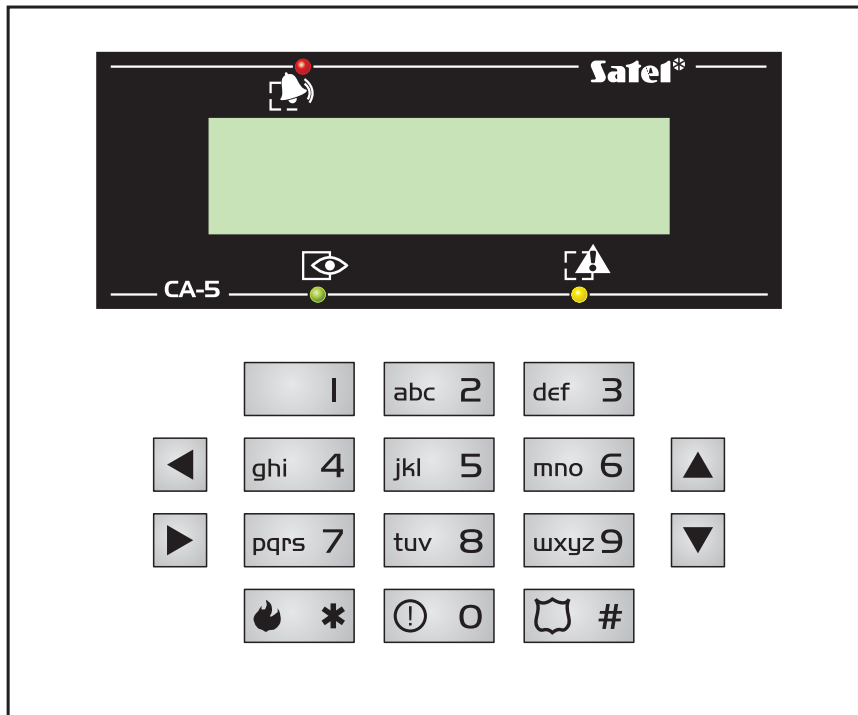 Satel
CA-5
1 abc 2 def 3
ghi 4 jkl 5 mno 6
pqrs 7 tuv 8 wxyz 9
* 0 #